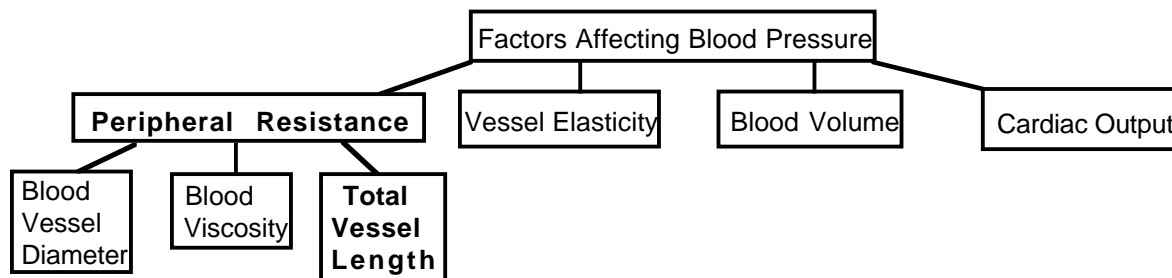 Factors Affecting Blood Pressure
Peripheral Resistance
Vessel Elasticity
Blood Volume
Cardiac Output
Blood
Vessel
Diameter
Blood
Viscosity
Total
Vessel
Length